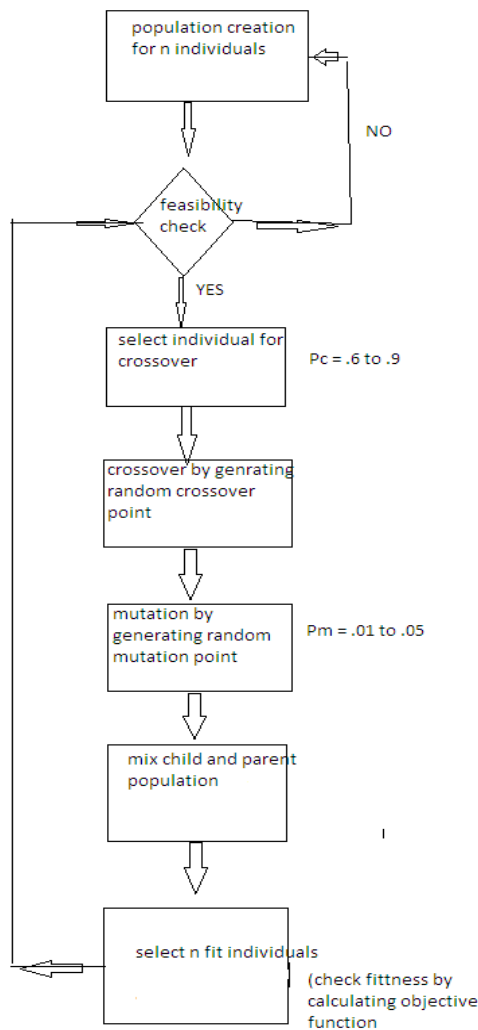 population creation
for n individuals
NO
feasibility
check
YES
select individual for
crossover
Pc = .6 to .9
crossover by genrating
random crossover
point
mutation by
generating random
mutation point
Pm = .01 to .05
mix child and parent
population
select n fit individuals
(check fittness by
calculating objective
function